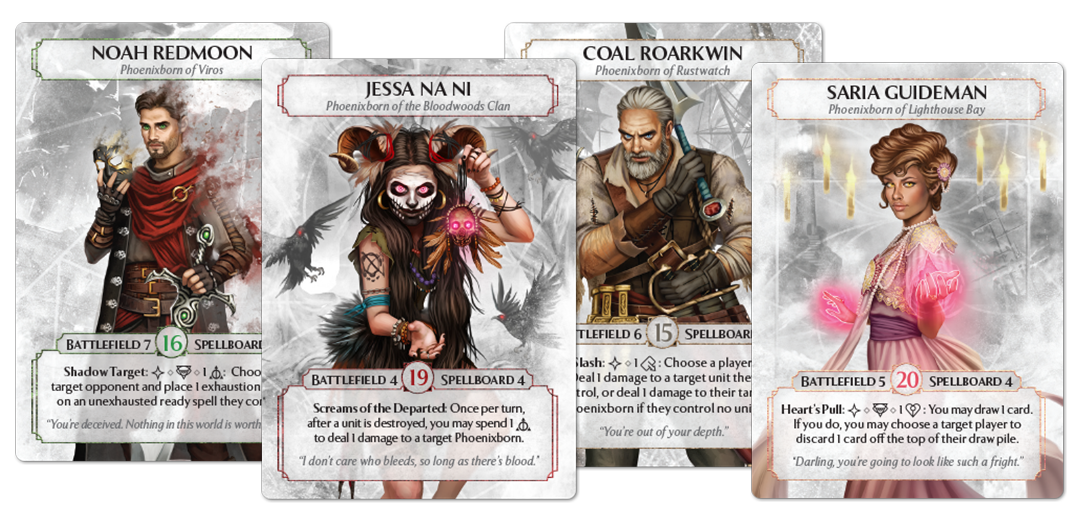 NOAH REDMOON
Phoenixborn of Viros
BATTLEFIELD 7 16 SPELLBOARD
Shadow Target: 1 : Choo
target opponent and place 1 exhaustion
on an unexhausted ready spell they co
"You're deceived. Nothing in this world is worth
JESSA NA NI
Phoenixborn of the Bloodwoods Clan
BATTLEFIELD 4 19 SPELLBOARD 4
Screams of the Departed: Once per turn,
after a unit is destroyed, you may spend 1
to deal 1 damage to a target Phoenixborn.
"I don't care who bleeds, so long as there's blood."
COAL ROARKWIN
Phoenixborn of Rustwatch
TLEFIELD 6 15 SPELLBOAR
Slash: 1 : Choose a player
Deal 1 damage to a target unit the
trol, or deal 1 damage to their tar
oenixborn if they control no uni
"You're out of your depth."
SARIA GUIDEMAN
Phoenixborn of Lighthouse Bay
BATTLEFIELD 5 20 SPELLBOARD 4
Heart's Pull: 1 : You may draw 1 card.
If you do, you may choose a target player to
discard 1 card off the top of their draw pile.
"Darling, you're going to look like such a fright."